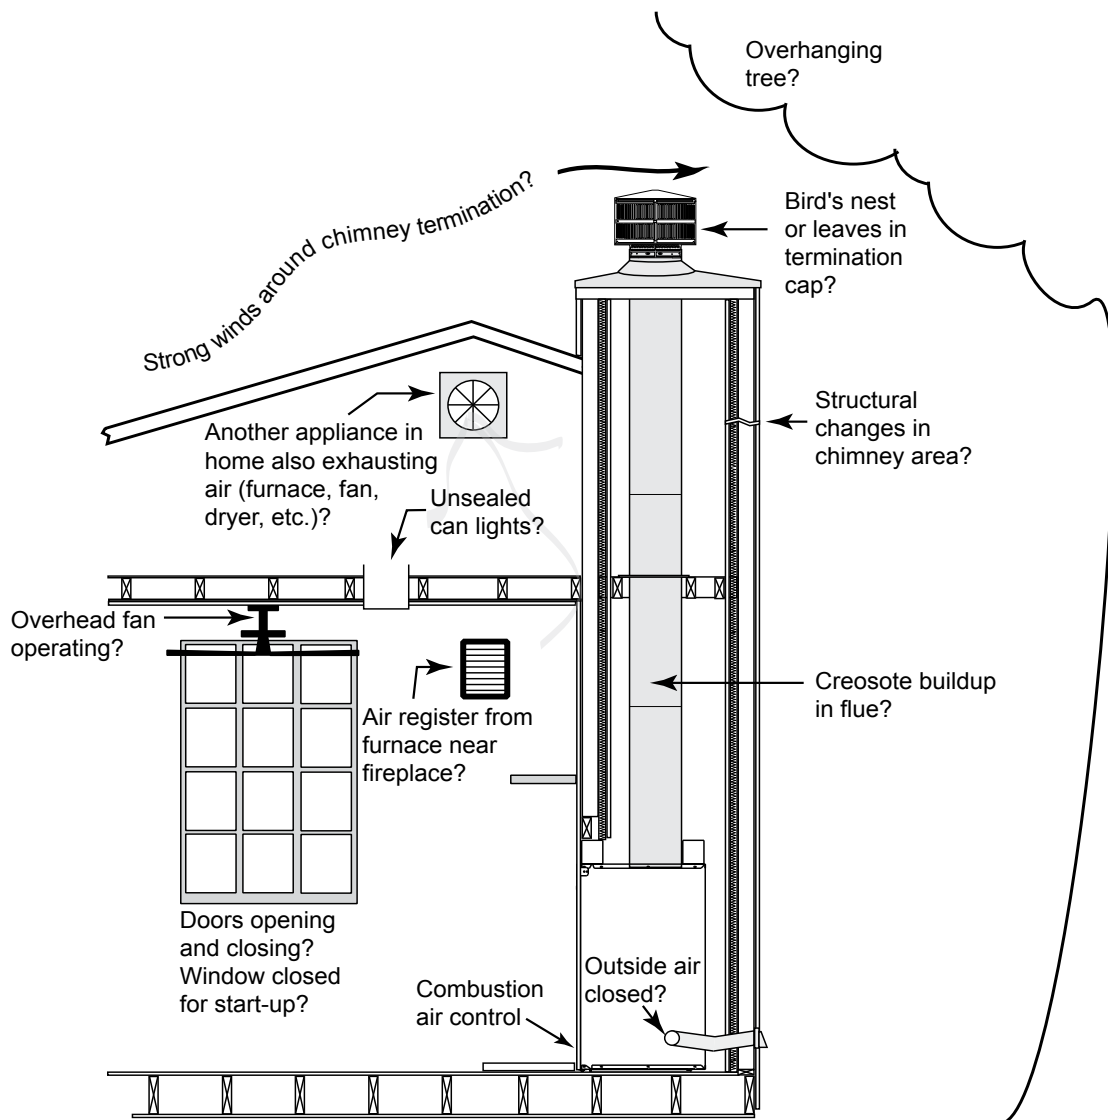 Overhanging
tree?
Strong winds around chimney termination?
Bird's nest
or leaves in
termination
cap?
Structural
changes in
chimney area?
Another appliance in
home also exhausting
air (furnace, fan,
dryer, etc.)?
Unsealed
can lights?
Overhead fan
operating?
Air register from
furnace near
fireplace?
Creosote buildup
in flue?
Doors opening
and closing?
Window closed
for start-up?
Combustion
air control
Outside air
closed?